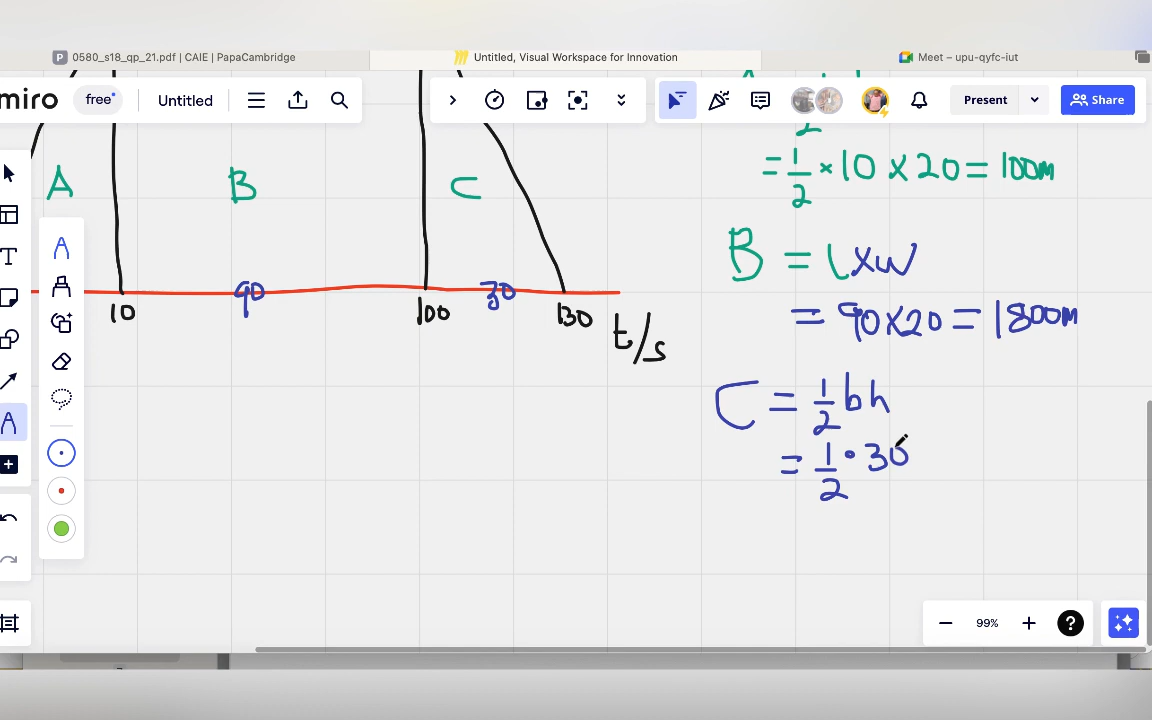 0580_s18_qp_21.pdf | CAIE | PapaCambridge
Untitled, Visual Workspace for Innovation
Meet – upu-qyfc-iut
miro
free
Untitled
Present
Share
2
= 1/2 × 10 × 20 = 100m
A
B
C
B = l×w
90
30
10
100
130
t/s
= 90×20 = 1800m
C = 1/2 bh
= 1/2 · 30
99%